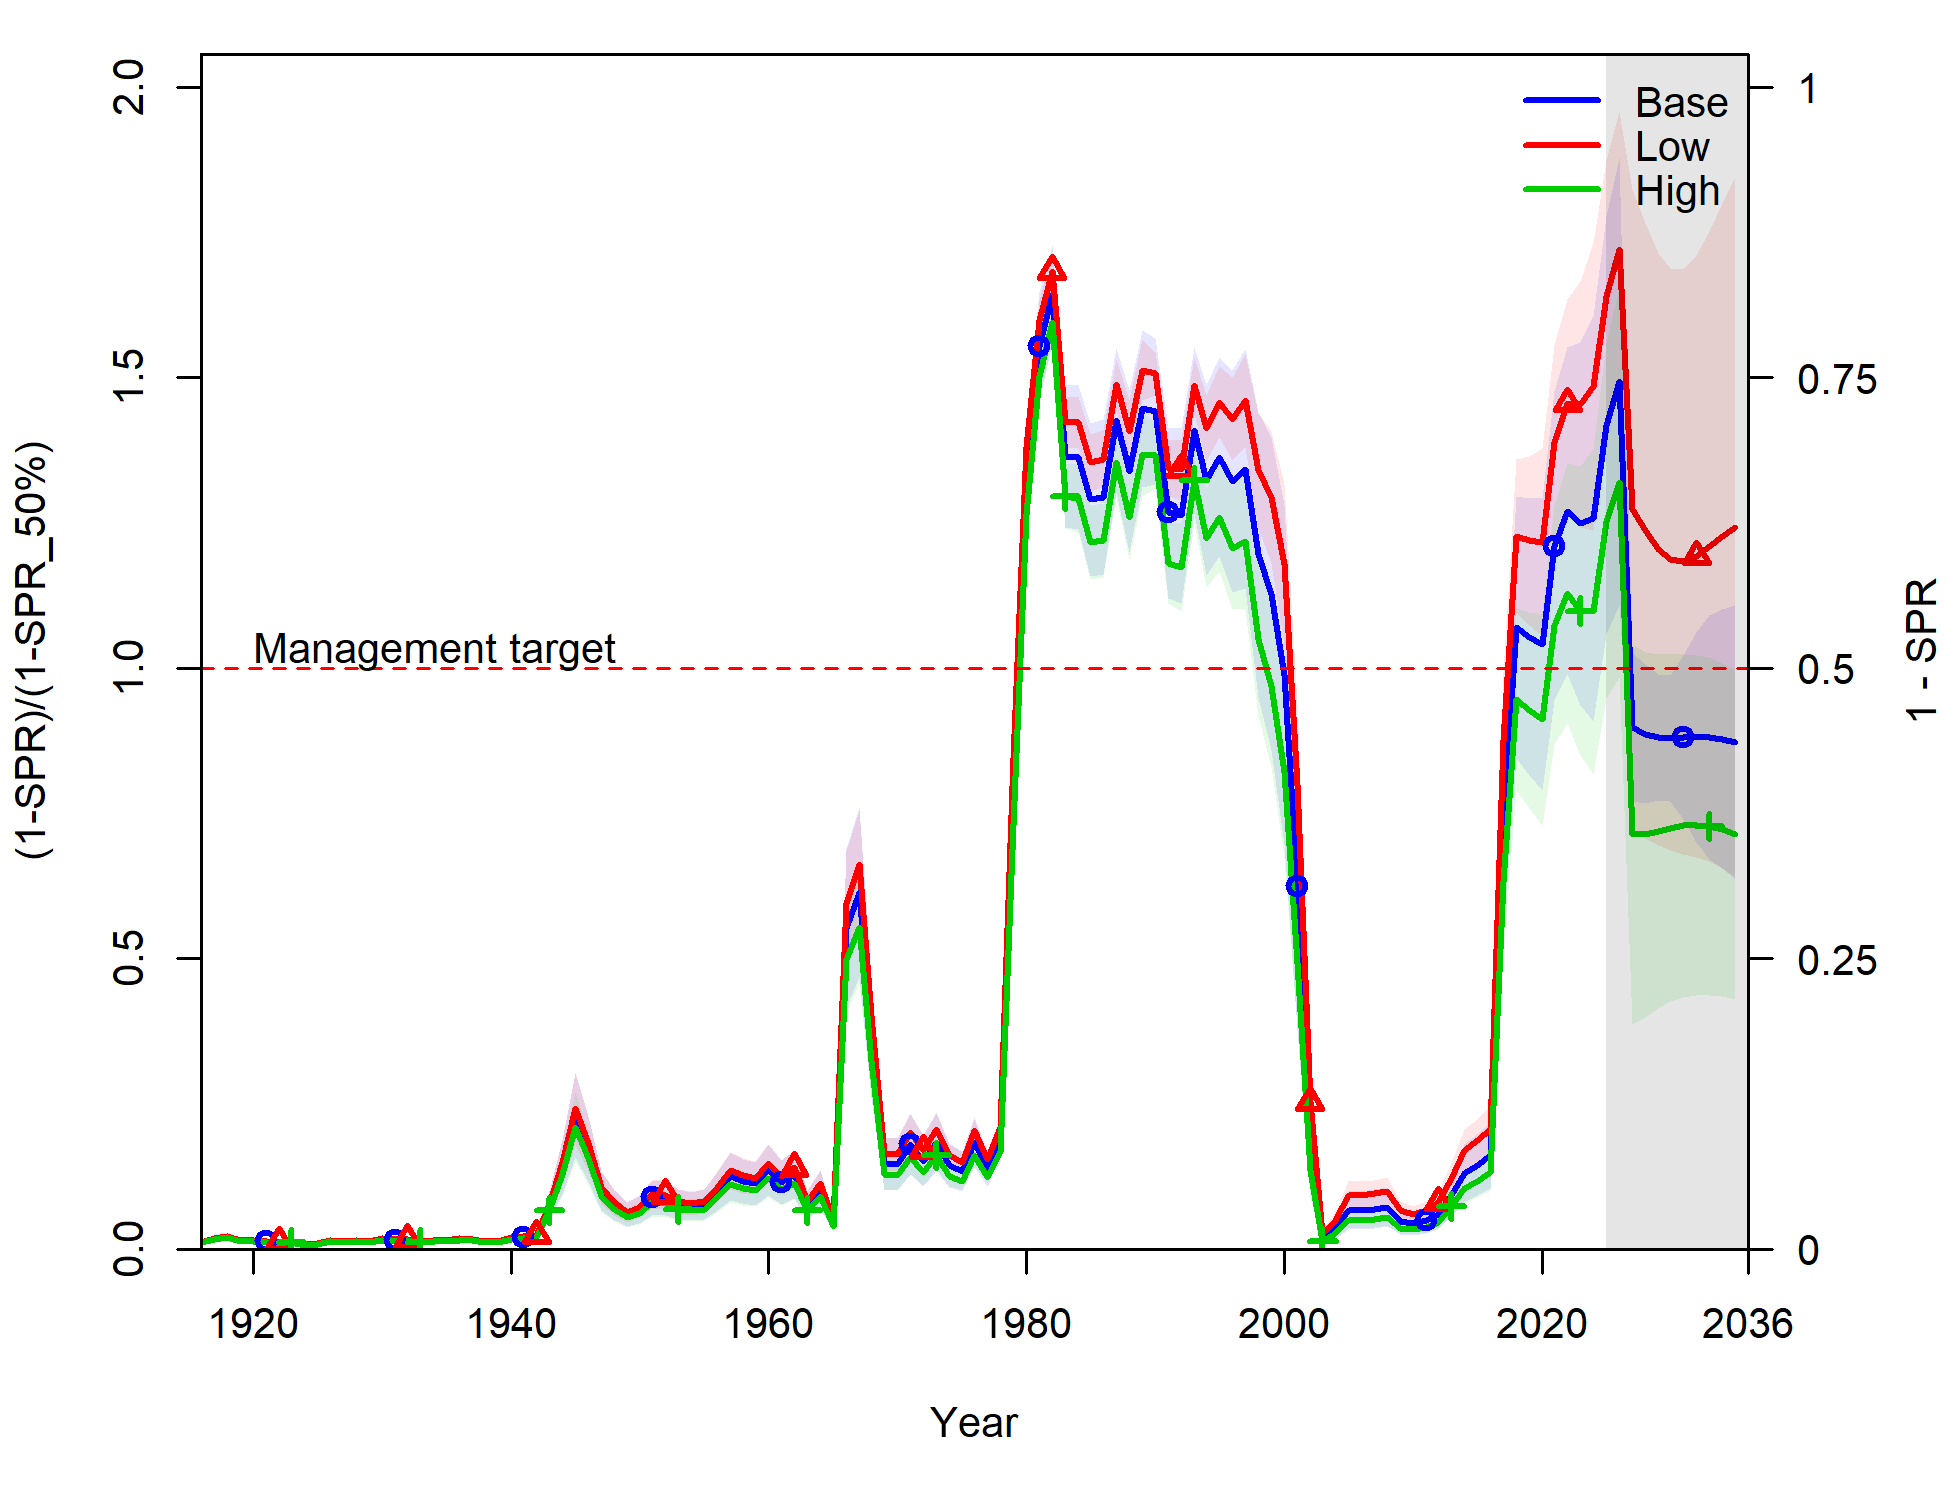 2.0
1.5
1.0
0.5
0.0
(1-SPR)/(1-SPR_50%)
Management target
Base
Low
High
1
0.75
0.5
0.25
0
1 - SPR
1920 1940 1960 1980 2000 2020 2036
Year